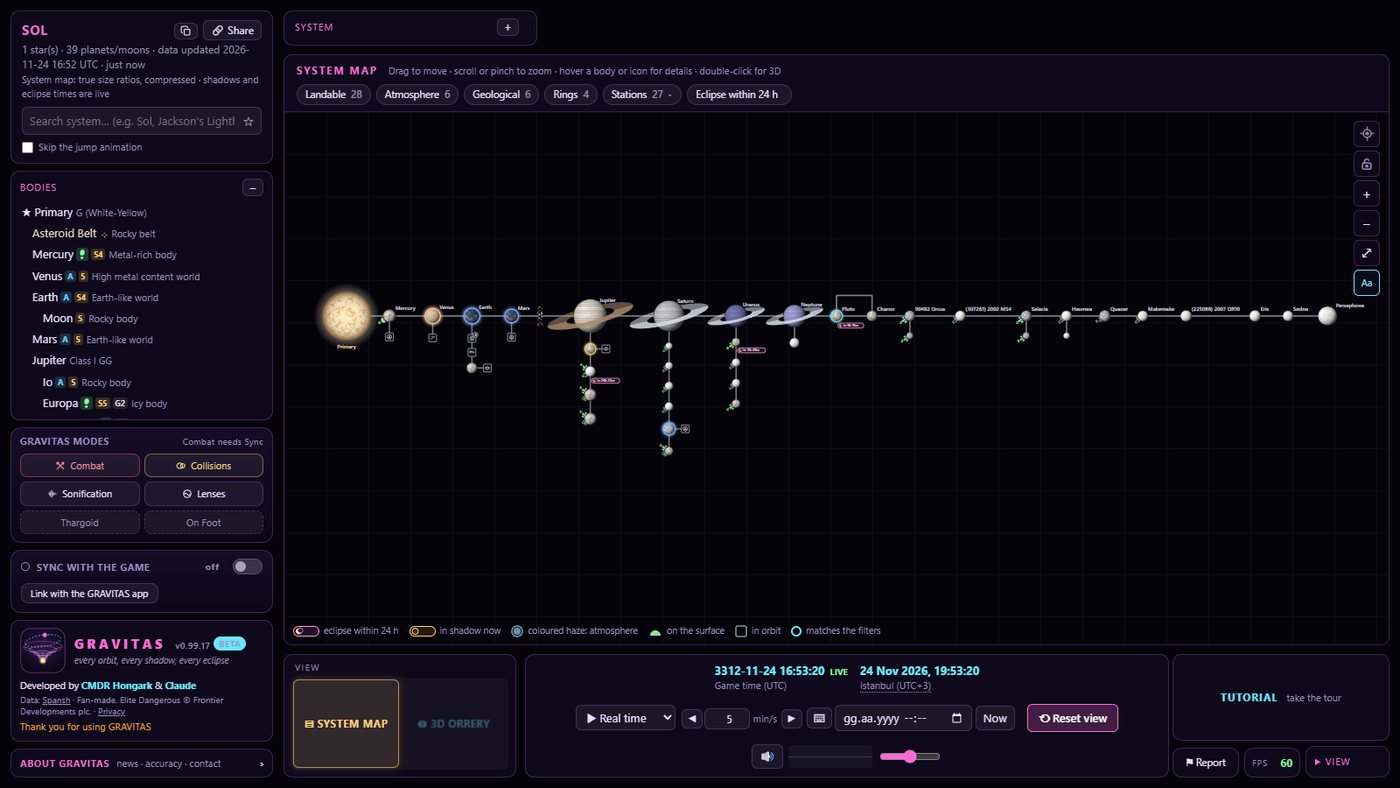 SOL
Share
1 star(s) · 39 planets/moons · data updated 2026-
11-24 16:52 UTC · just now
System map: true size ratios, compressed · shadows and
eclipse times are live
Search system... (e.g. Sol, Jackson's Lightl
Skip the jump animation
BODIES
Primary G (White-Yellow)
Asteroid Belt Rocky belt
Mercury S4 Metal-rich body
Venus A S High metal content world
Earth A S4 Earth-like world
Moon S Rocky body
Mars A S Earth-like world
Jupiter Class I GG
Io A S Rocky body
Europa S5 G2 Icy body
GRAVITAS MODES Combat needs Sync
Combat Collisions
Sonification Lenses
Thargoid On Foot
SYNC WITH THE GAME off
Link with the GRAVITAS app
GRAVITAS v0.99.17 BETA
every orbit, every shadow, every eclipse
Developed by CMDR Hongark & Claude
Data: Spansh · Fan-made. Elite Dangerous © Frontier
Developments plc. · Privacy
Thank you for using GRAVITAS
ABOUT GRAVITAS news · accuracy · contact ›
SYSTEM +
SYSTEM MAP Drag to move · scroll or pinch to zoom · hover a body or icon for details · double-click for 3D
Landable 28 Atmosphere 6 Geological 6 Rings 4 Stations 27 Eclipse within 24 h
Aa
Primary
Mercury
Venus
Earth
Mars
Jupiter
Saturn
Uranus
Neptune
Pluto
Charon
90482 Orcus
(307261) 2002 MS4
Salacia
Haumea
Quaoar
Makemake
(225088) 2007 OR10
Eris
Sedna
Persephone
eclipse within 24 h in shadow now coloured haze: atmosphere on the surface in orbit matches the filters
VIEW
SYSTEM MAP 3D ORRERY
3312-11-24 16:53:20 LIVE 24 Nov 2026, 19:53:20
Game time (UTC) Istanbul (UTC+3)
Real time 5 min/s gg.aa.yyyy --:-- Now Reset view
TUTORIAL take the tour
Report FPS 60 VIEW